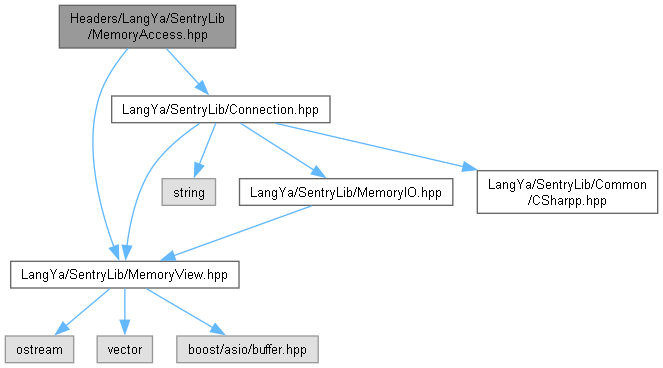 Headers/LangYa/SentryLib
/MemoryAccess.hpp
LangYa/SentryLib/Connection.hpp
string
LangYa/SentryLib/MemoryIO.hpp
LangYa/SentryLib/Common
/CSharpp.hpp
LangYa/SentryLib/MemoryView.hpp
ostream
vector
boost/asio/buffer.hpp